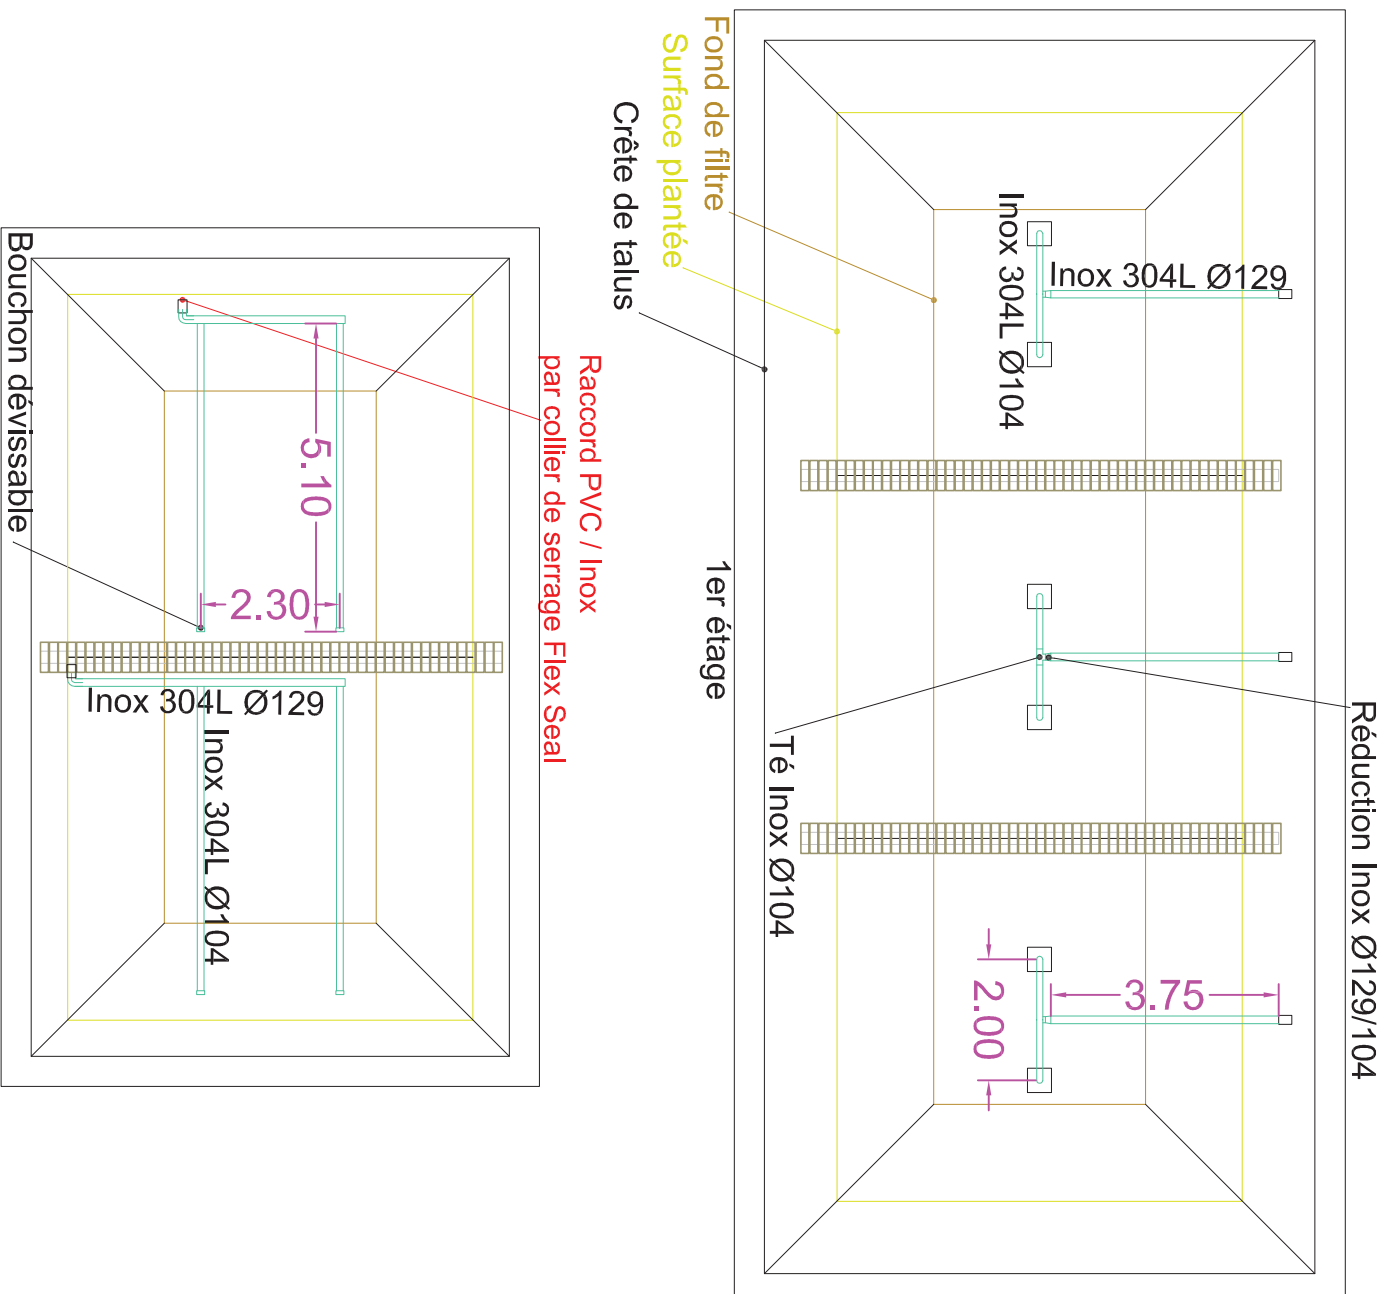 Fond de filtre
Surface plantée
Crête de talus
Inox 304L Ø104
Inox 304L Ø129
Bouchon dévissable
5.10
2.30
Raccord PVC / Inox
par collier de serrage Flex Seal
1er étage
Inox 304L Ø129
Inox 304L Ø104
Té Inox Ø104
Réduction Inox Ø129/104
2.00
3.75